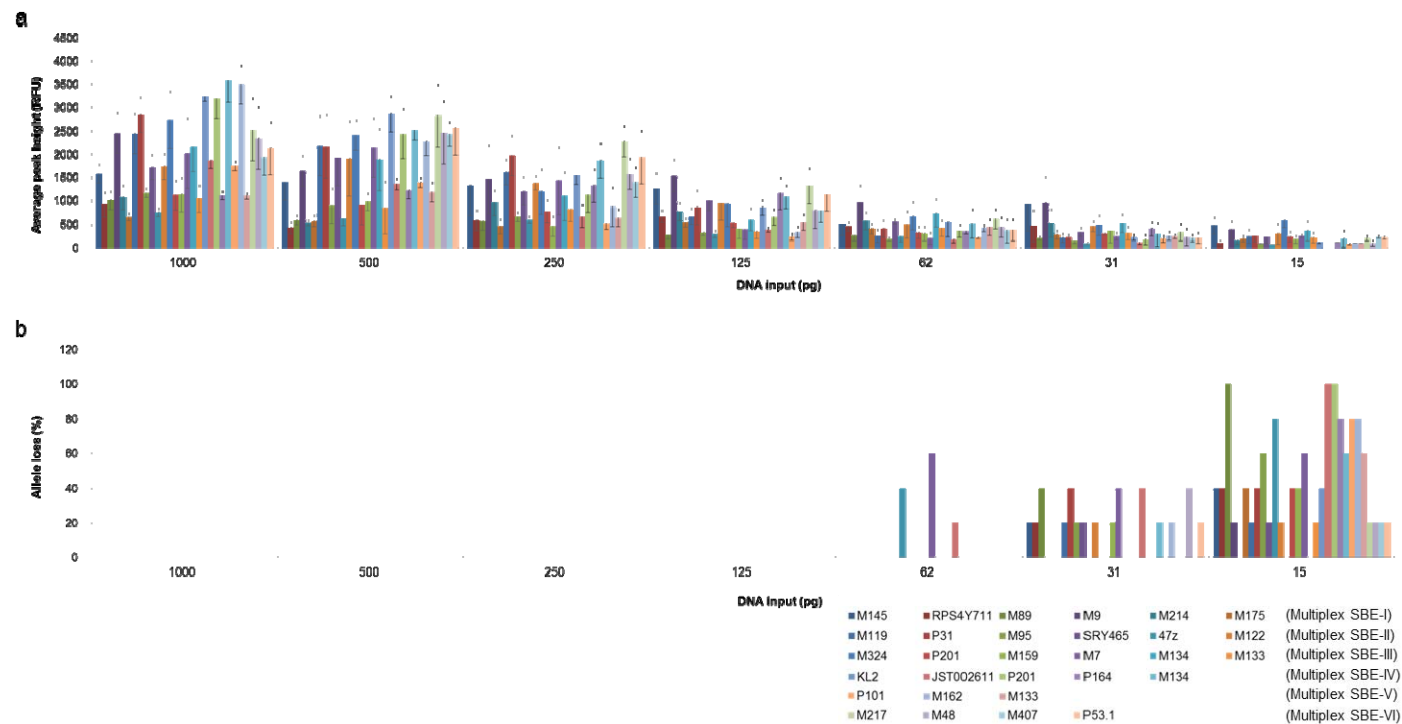 a
4500
4000
3500
3000
2500
2000
1500
1000
500
0
Average peak height (RFU)
1000 500 250 125 62 31 15
DNA input (pg)
b
120
100
80
60
40
20
0
Allele loss (%)
1000 500 250 125 62 31 15
DNA input (pg)
M145 RPS4Y711 M89 M9 M214 M175 (Multiplex SBE-I)
M119 P31 M95 SRY465 47z M122 (Multiplex SBE-II)
M324 P201 M159 M7 M134 M133 (Multiplex SBE-III)
KL2 JST002611 P201 P164 M134 (Multiplex SBE-IV)
P101 M162 M133 (Multiplex SBE-V)
M217 M48 M407 P53.1 (Multiplex SBE-VI)